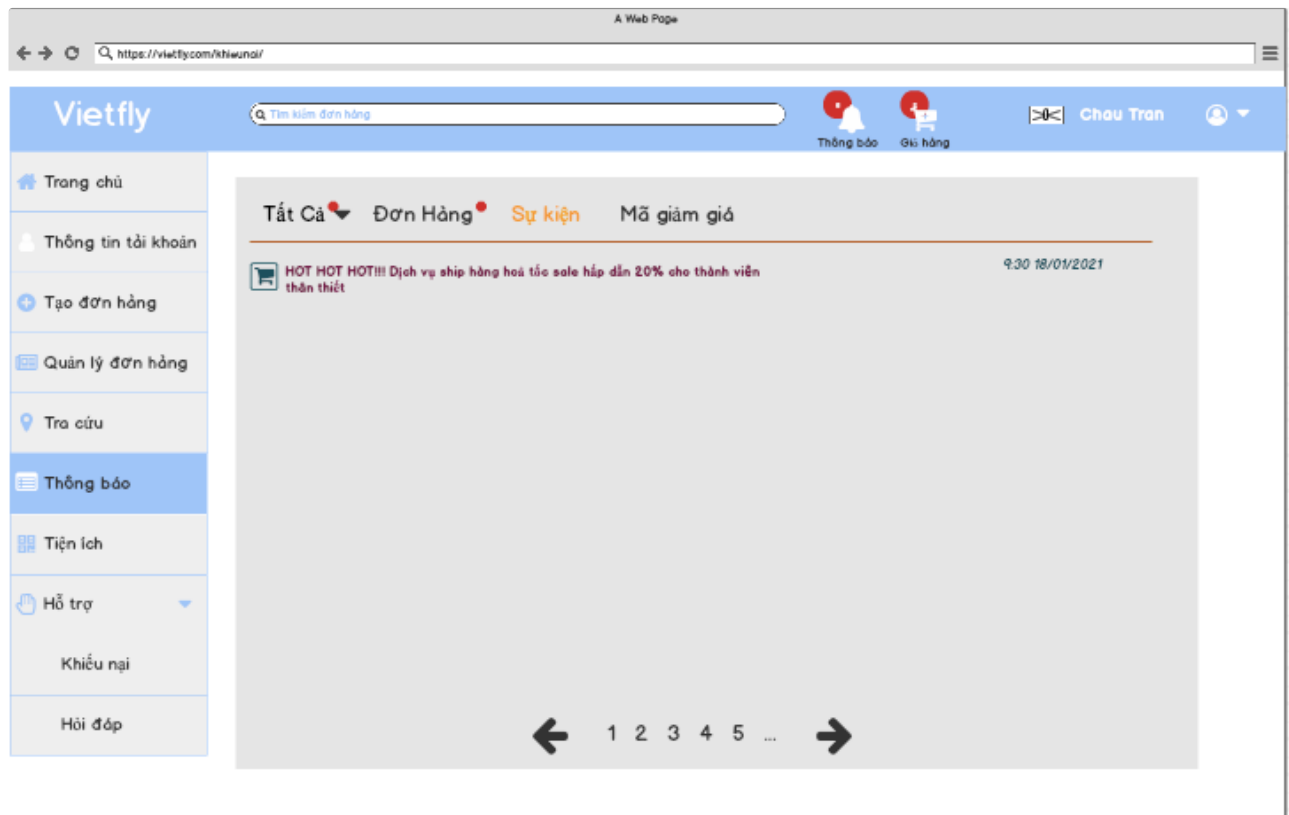 A Web Page
https://vietfly.com/khieunai/
Vietfly
Tìm kiếm đơn hàng
Thông báo
Giỏ hàng
Chau Tran
Trang chủ
Thông tin tài khoản
Tạo đơn hàng
Quản lý đơn hàng
Tra cứu
Thông báo
Tiện ích
Hỗ trợ
Khiếu nại
Hỏi đáp
Tất Cả Đơn Hàng Sự kiện Mã giảm giá
HOT HOT HOT!!! Dịch vụ ship hàng hoả tốc sale hấp dẫn 20% cho thành viên
thân thiết
9:30 18/01/2021
1 2 3 4 5 ...